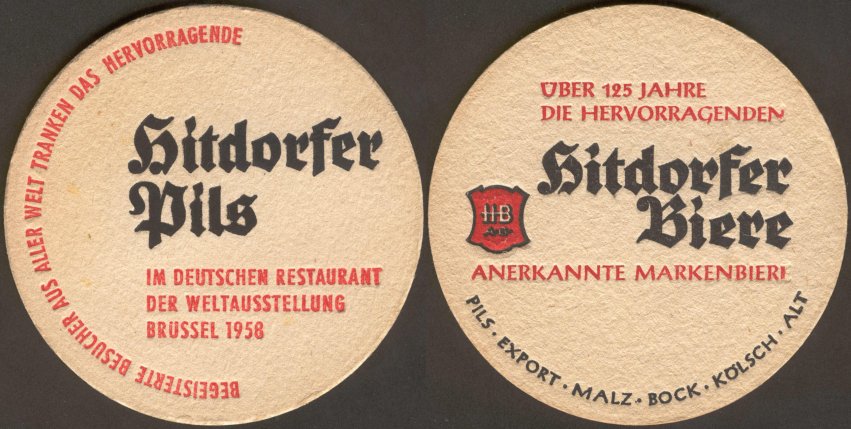 BEGEISTERTE BESUCHER AUS ALLER WELT TRANKEN DAS HERVORRAGENDE
Hitdorfer
Pils
IM DEUTSCHEN RESTAURANT
DER WELTAUSSTELLUNG
BRÜSSEL 1958
ÜBER 125 JAHRE
DIE HERVORRAGENDEN
Hitdorfer
Biere
HB
ANERKANNTE MARKENBIERE
PILS · EXPORT · MALZ · BOCK · KÖLSCH · ALT